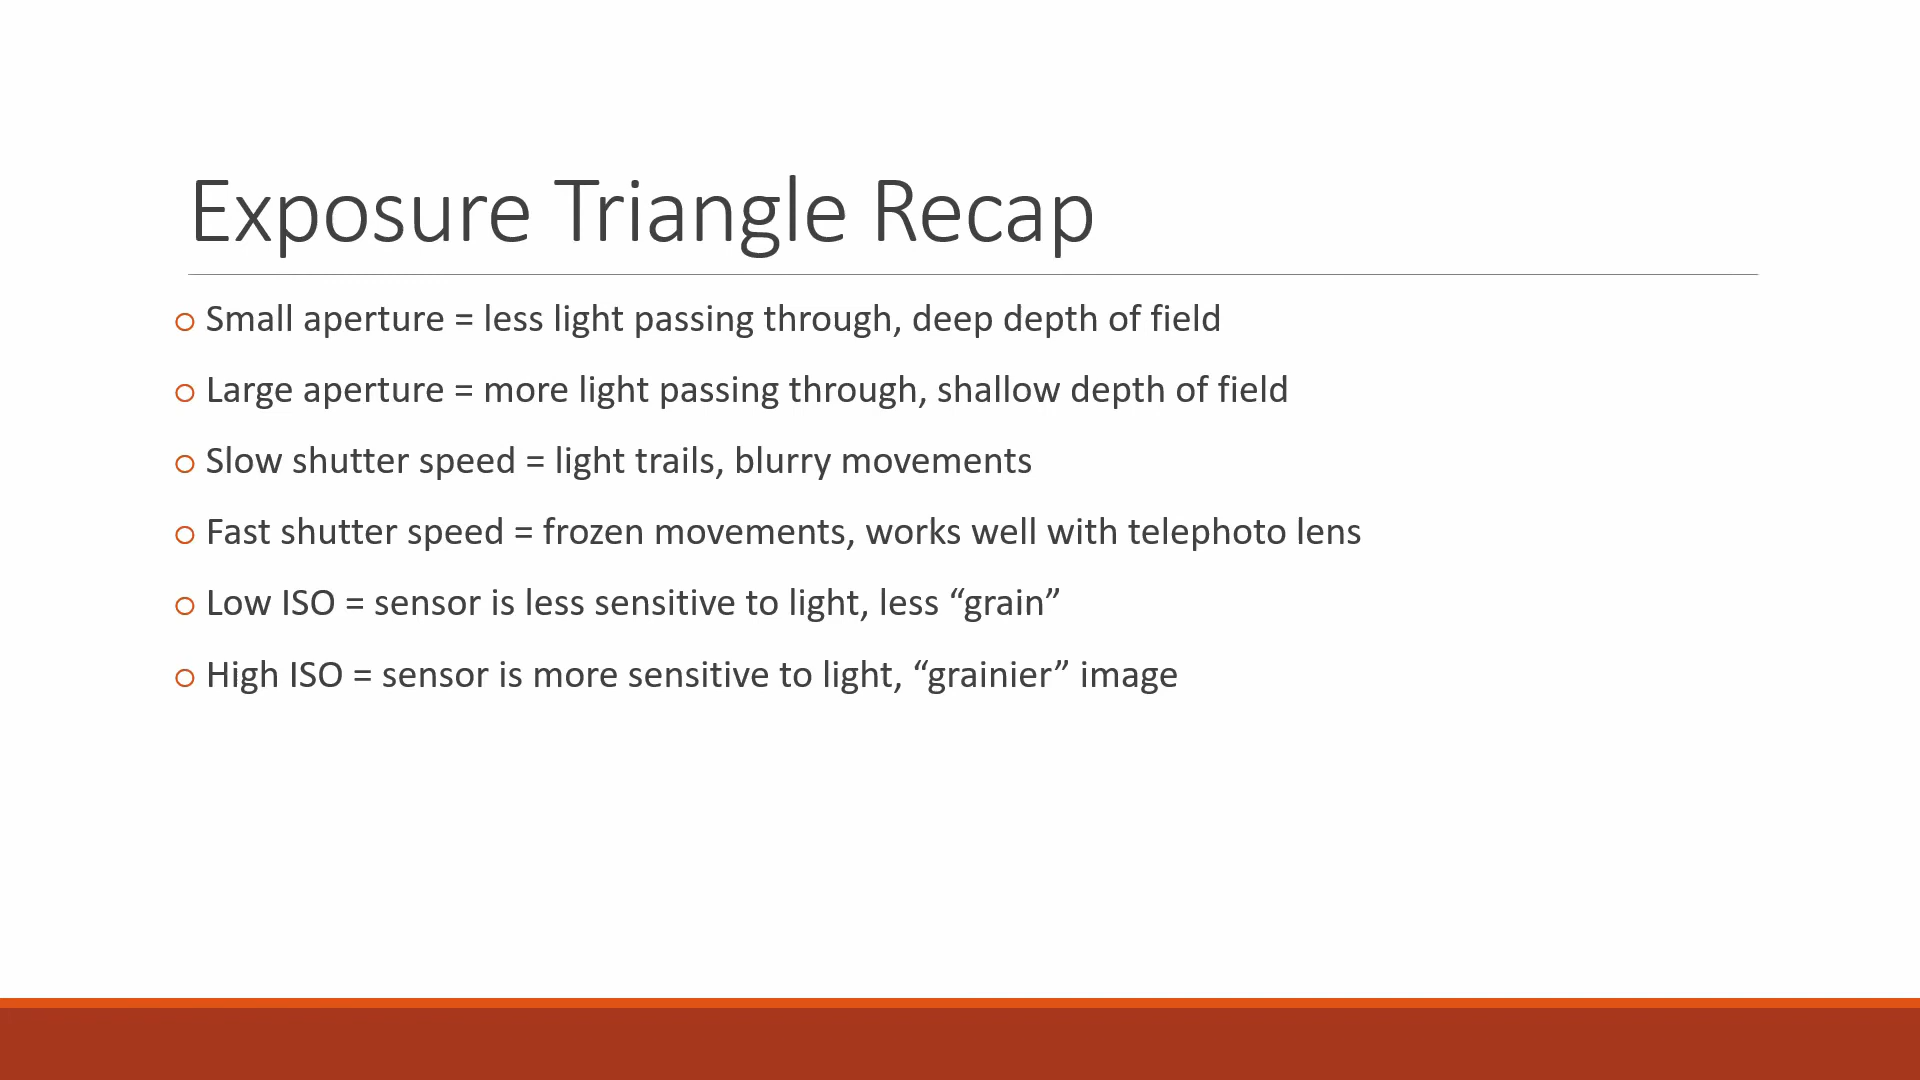 Exposure Triangle Recap
o Small aperture = less light passing through, deep depth of field
o Large aperture = more light passing through, shallow depth of field
o Slow shutter speed = light trails, blurry movements
o Fast shutter speed = frozen movements, works well with telephoto lens
o Low ISO = sensor is less sensitive to light, less “grain”
o High ISO = sensor is more sensitive to light, “grainier” image